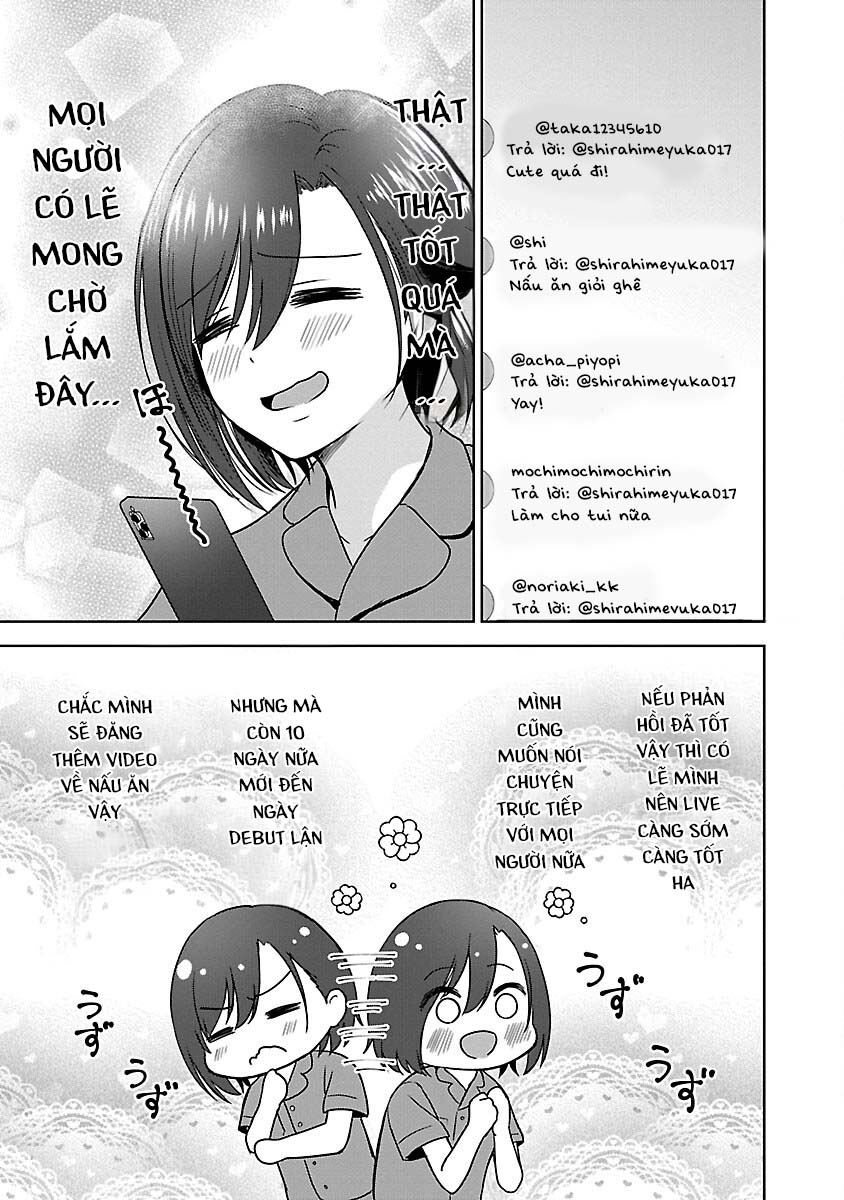 @taka12345610
Trả lời: @shirahimeyuka017
Cute quá đi!
@shi
Trả lời: @shirahimeyuka017
Nấu ăn giỏi ghê
@acha_piyopi
Trả lời: @shirahimeyuka017
Yay!
mochimochimochirin
Trả lời: @shirahimeyuka017
Làm cho tui nữa
@noriaki_kk
Trả lời: @shirahimevuka017
THẬT
...
THẬT
TỐT
QUÁ
MÀ
...
MỌI
NGƯỜI
CÓ LẼ
MONG
CHỜ
LẮM
ĐÂY...
ほ〜
NẾU PHẢN
HỒI ĐÃ TỐT
VẬY THÌ CÓ
LẼ MÌNH
NÊN LIVE
CÀNG SỚM
CÀNG TỐT
HA
MÌNH
CŨNG
MUỐN NÓI
CHUYỆN
TRỰC TIẾP
VỚI MỌI
NGƯỜI NỮA
NHƯNG MÀ
CÒN 10
NGÀY NỮA
MỚI ĐẾN
NGÀY
DEBUT LẬN
CHẮC MÌNH
SẼ ĐĂNG
THÊM VIDEO
VỀ NẤU ĂN
VẬY
うず
うず
うず
うず